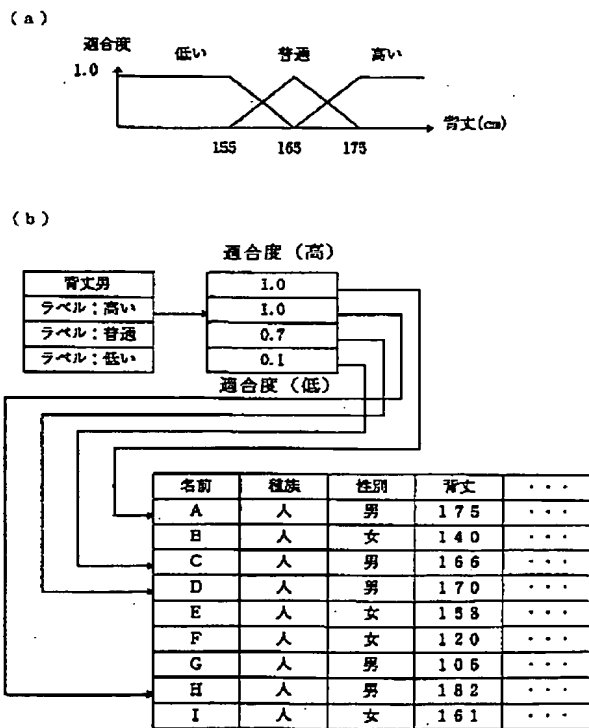 (a)
適合度
低い 普通 高い
1.0
背丈(cm)
155 165 175
(b)
適合度(高)
背丈男 1.0
ラベル:高い 1.0
ラベル:普通 0.7
ラベル:低い 0.1
適合度(低)
名前 種族 性別 背丈 ・・・
A 人 男 175 ・・・
B 人 女 140 ・・・
C 人 男 166 ・・・
D 人 男 170 ・・・
E 人 女 158 ・・・
F 人 女 120 ・・・
G 人 男 105 ・・・
H 人 男 182 ・・・
I 人 女 161 ・・・